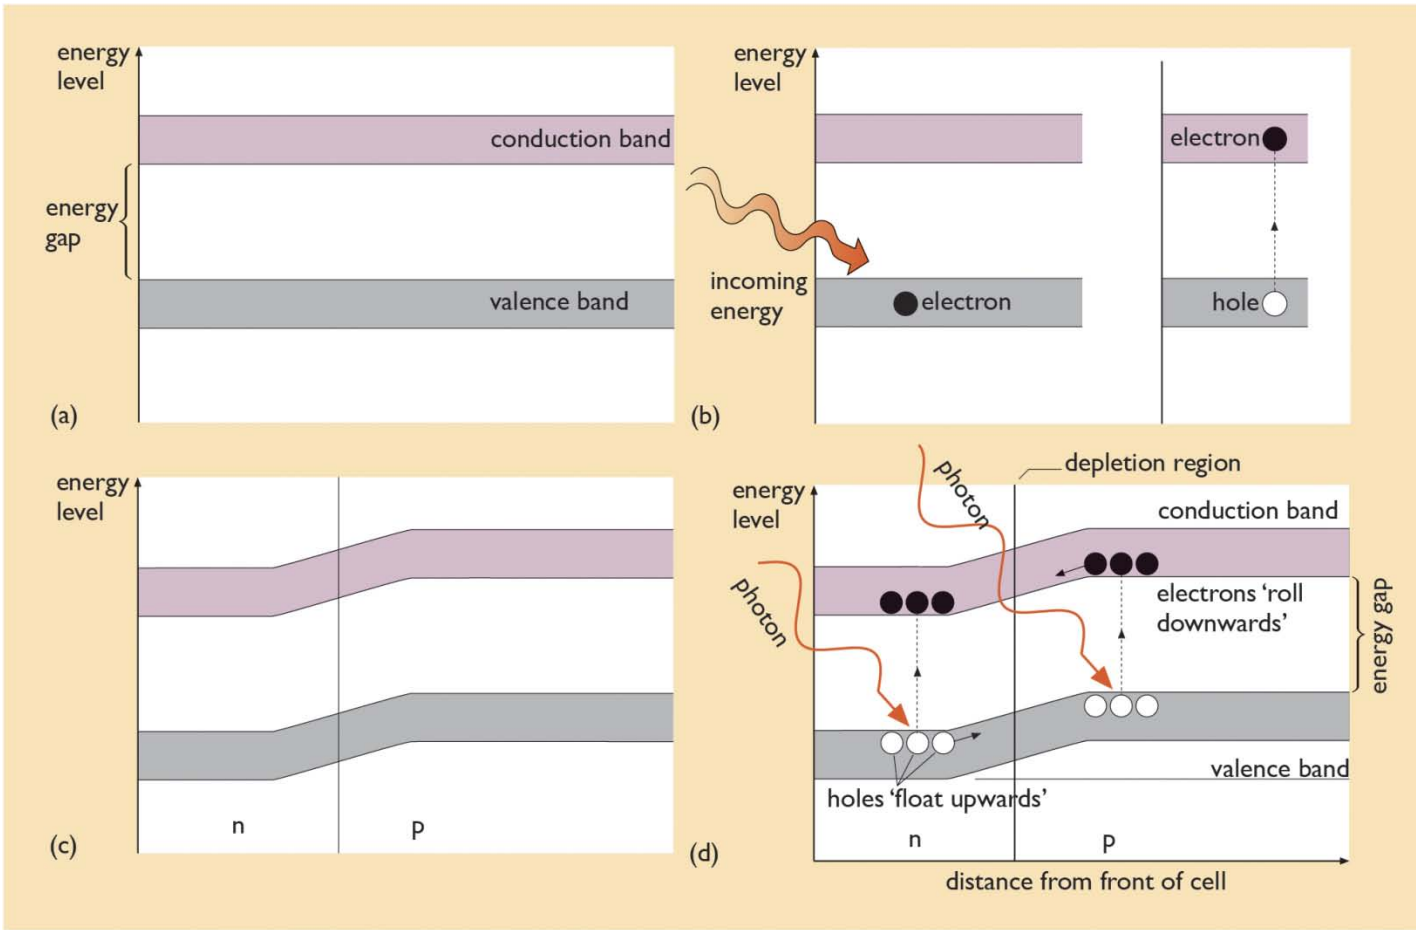 energy
level
conduction band
energy
gap
valence band
(a)
energy
level
electron
incoming
energy
electron
hole
(b)
energy
level
n
p
(c)
photon
depletion region
energy
level
conduction band
photon
electrons ‘roll
downwards’
energy gap
valence band
holes ‘float upwards’
n
p
(d)
distance from front of cell